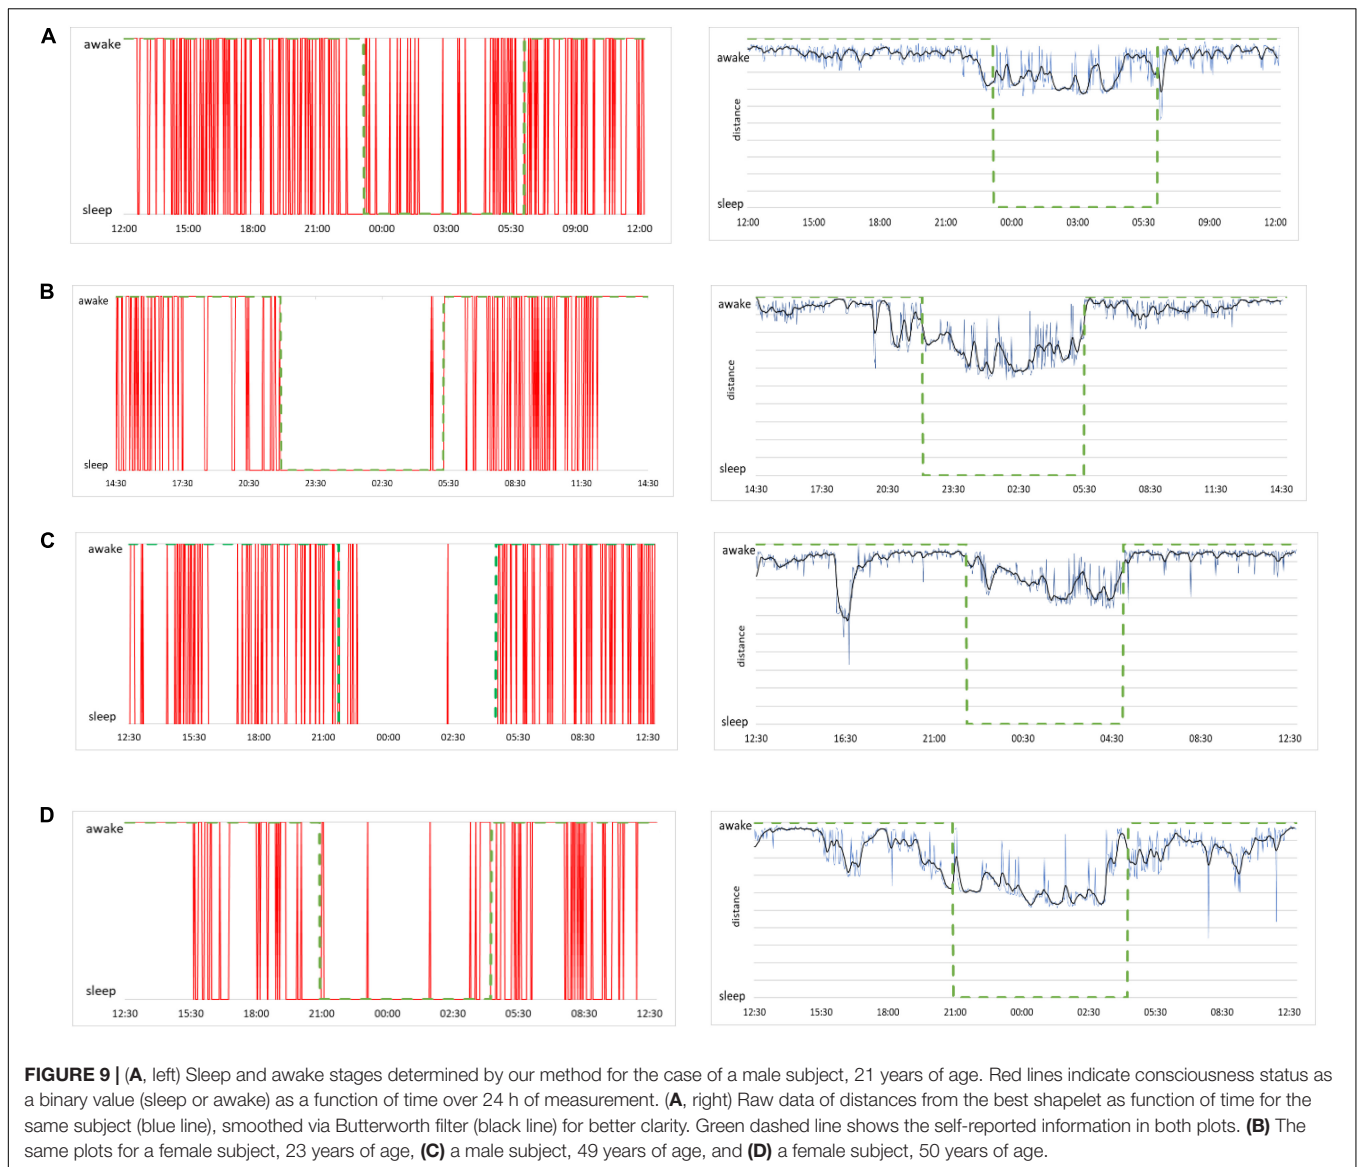 A
awake
sleep
12:00 15:00 18:00 21:00 00:00 03:00 05:30 09:00 12:00
awake
distance
sleep
12:00 15:00 18:00 21:00 00:00 03:00 05:30 09:00 12:00
B
awake
sleep
14:30 17:30 20:30 23:30 02:30 05:30 08:30 11:30 14:30
awake
distance
sleep
14:30 17:30 20:30 23:30 02:30 05:30 08:30 11:30 14:30
C
awake
sleep
12:30 15:30 18:00 21:00 00:00 02:30 05:30 08:30 12:30
awake
distance
sleep
12:30 16:30 21:00 00:30 04:30 08:30 12:30
D
awake
sleep
12:30 15:30 18:00 21:00 00:00 02:30 05:30 08:30 12:30
awake
distance
sleep
12:30 15:30 18:00 21:00 00:00 02:30 05:30 08:30 12:30
FIGURE 9 | (A, left) Sleep and awake stages determined by our method for the case of a male subject, 21 years of age. Red lines indicate consciousness status as
a binary value (sleep or awake) as a function of time over 24 h of measurement. (A, right) Raw data of distances from the best shapelet as function of time for the
same subject (blue line), smoothed via Butterworth filter (black line) for better clarity. Green dashed line shows the self-reported information in both plots. (B) The
same plots for a female subject, 23 years of age, (C) a male subject, 49 years of age, and (D) a female subject, 50 years of age.